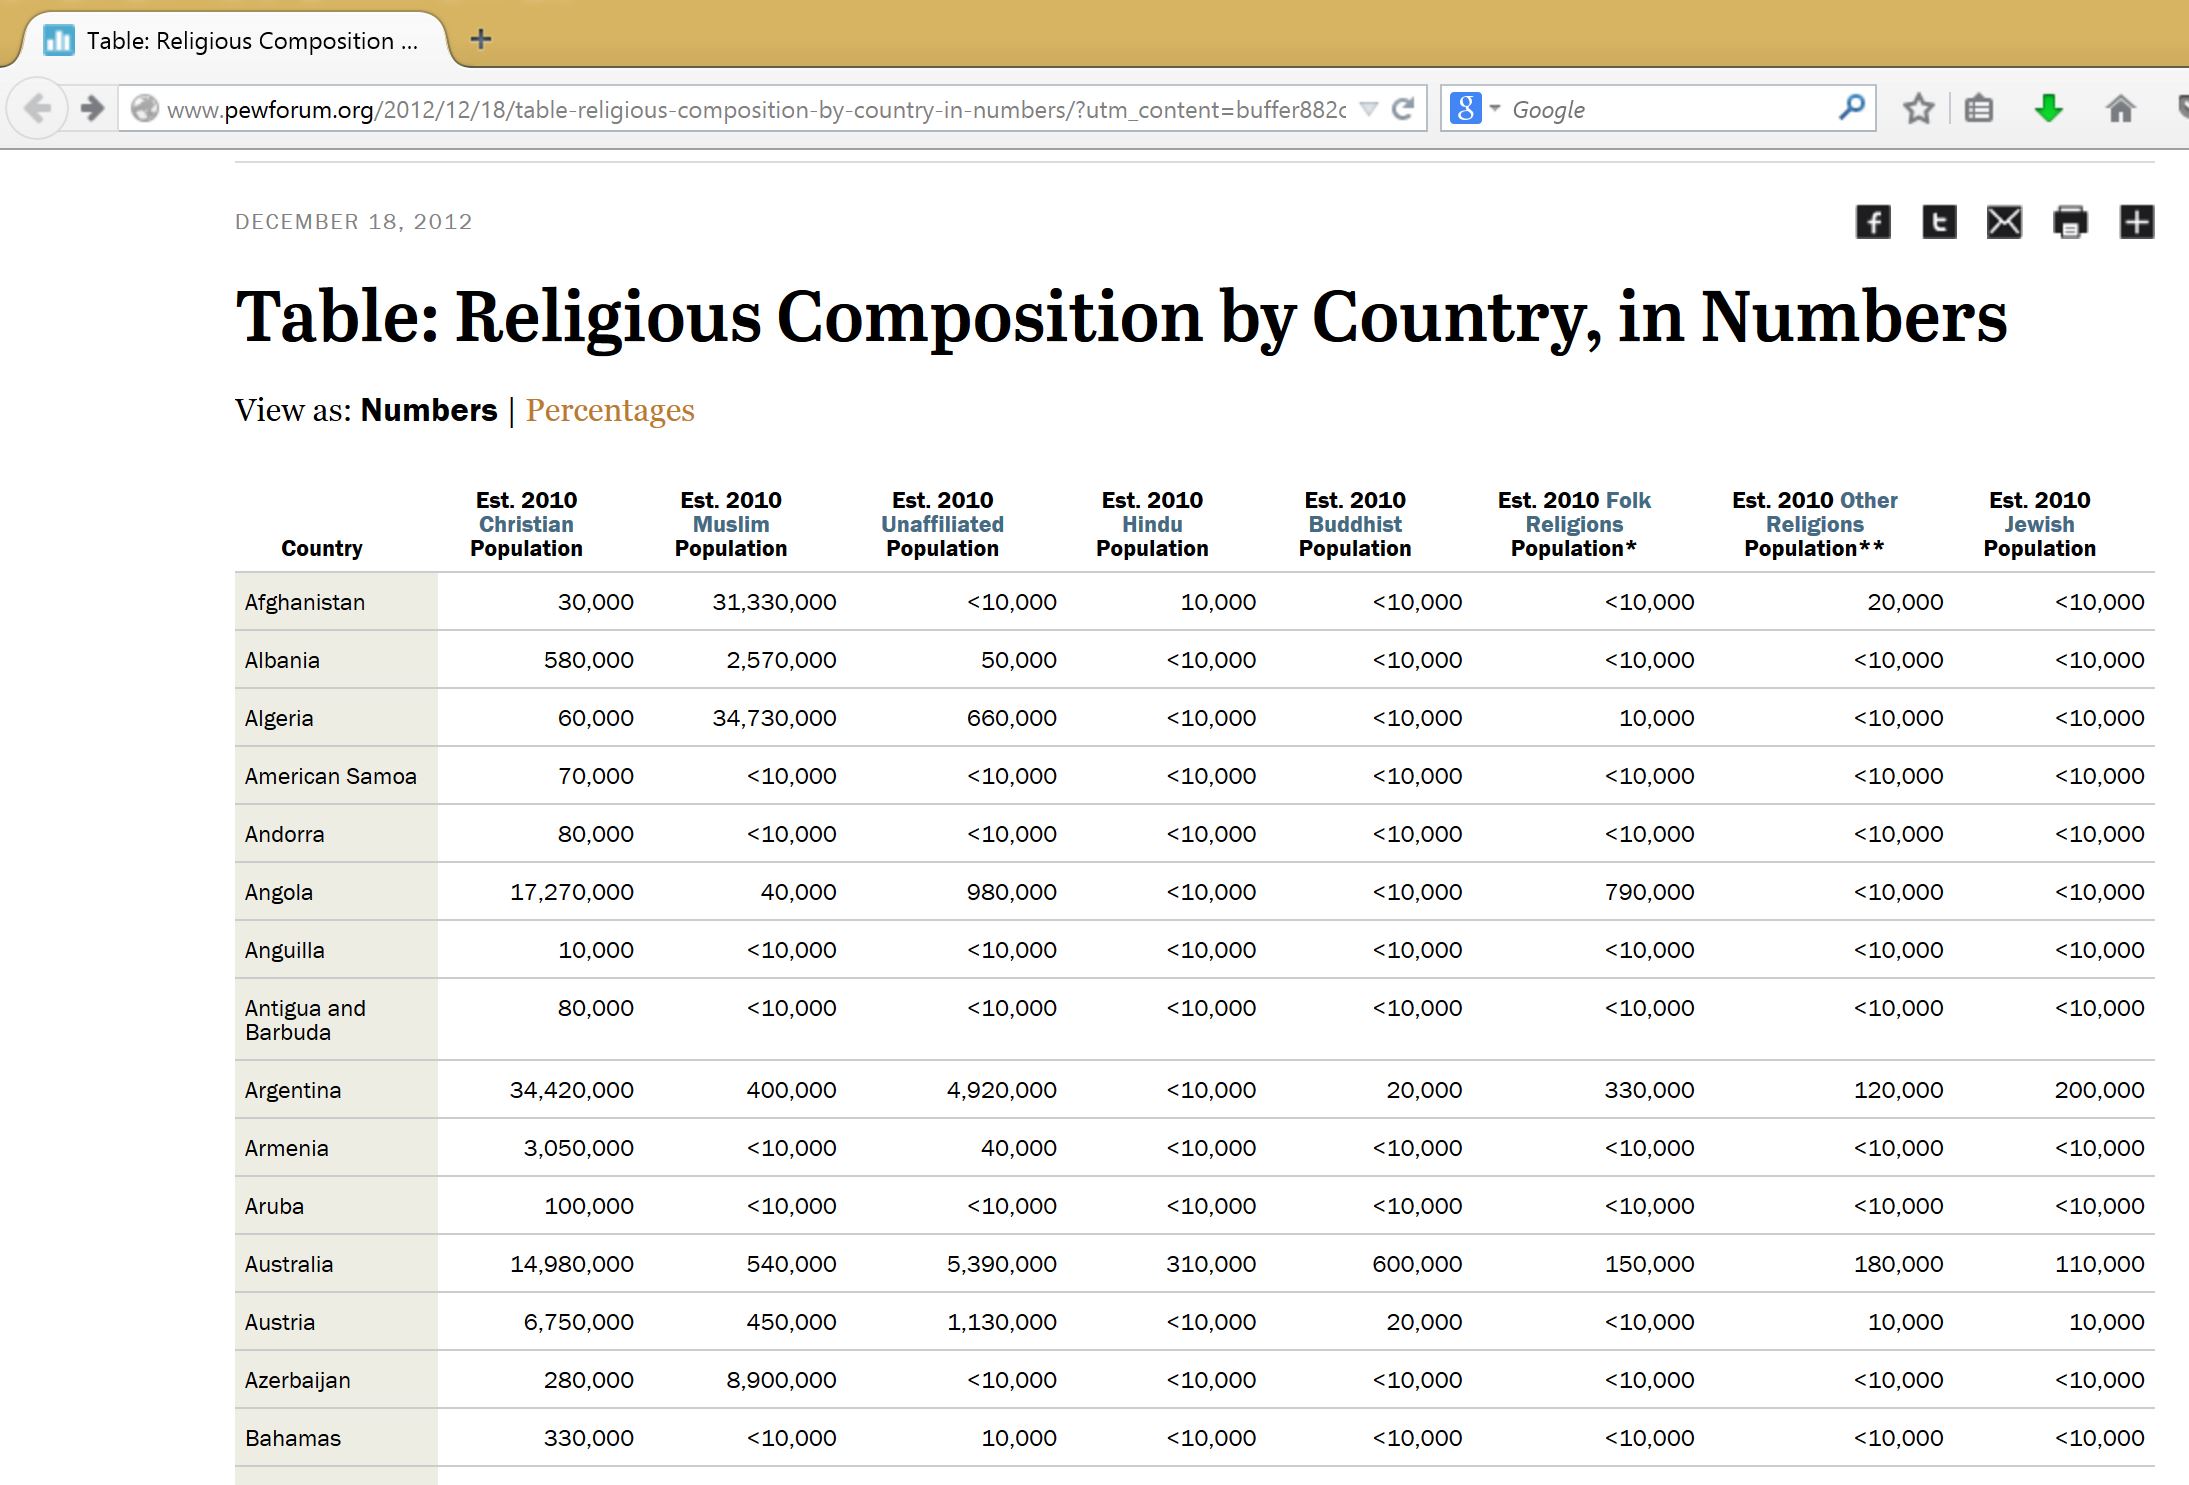 Table: Religious Composition ...
www.pewforum.org/2012/12/18/table-religious-composition-by-country-in-numbers/?utm_content=buffer882c
Google
DECEMBER 18, 2012
Table: Religious Composition by Country, in Numbers
View as: Numbers | Percentages
Country Est. 2010 Christian Population Est. 2010 Muslim Population Est. 2010 Unaffiliated Population Est. 2010 Hindu Population Est. 2010 Buddhist Population Est. 2010 Folk Religions Population* Est. 2010 Other Religions Population** Est. 2010 Jewish Population
Afghanistan 30,000 31,330,000 <10,000 10,000 <10,000 <10,000 20,000 <10,000
Albania 580,000 2,570,000 50,000 <10,000 <10,000 <10,000 <10,000 <10,000
Algeria 60,000 34,730,000 660,000 <10,000 <10,000 10,000 <10,000 <10,000
American Samoa 70,000 <10,000 <10,000 <10,000 <10,000 <10,000 <10,000 <10,000
Andorra 80,000 <10,000 <10,000 <10,000 <10,000 <10,000 <10,000 <10,000
Angola 17,270,000 40,000 980,000 <10,000 <10,000 790,000 <10,000 <10,000
Anguilla 10,000 <10,000 <10,000 <10,000 <10,000 <10,000 <10,000 <10,000
Antigua and Barbuda 80,000 <10,000 <10,000 <10,000 <10,000 <10,000 <10,000 <10,000
Argentina 34,420,000 400,000 4,920,000 <10,000 20,000 330,000 120,000 200,000
Armenia 3,050,000 <10,000 40,000 <10,000 <10,000 <10,000 <10,000 <10,000
Aruba 100,000 <10,000 <10,000 <10,000 <10,000 <10,000 <10,000 <10,000
Australia 14,980,000 540,000 5,390,000 310,000 600,000 150,000 180,000 110,000
Austria 6,750,000 450,000 1,130,000 <10,000 20,000 <10,000 10,000 10,000
Azerbaijan 280,000 8,900,000 <10,000 <10,000 <10,000 <10,000 <10,000 <10,000
Bahamas 330,000 <10,000 10,000 <10,000 <10,000 <10,000 <10,000 <10,000